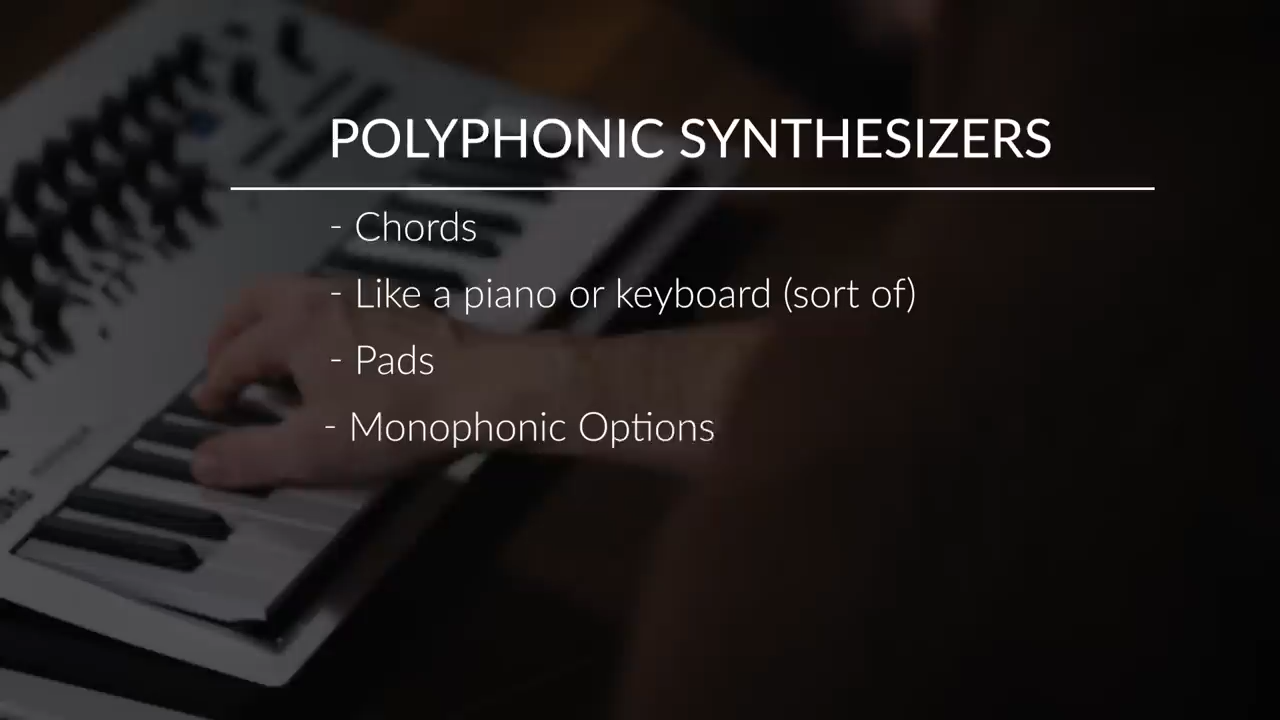 POLYPHONIC SYNTHESIZERS
- Chords
- Like a piano or keyboard (sort of)
- Pads
- Monophonic Options